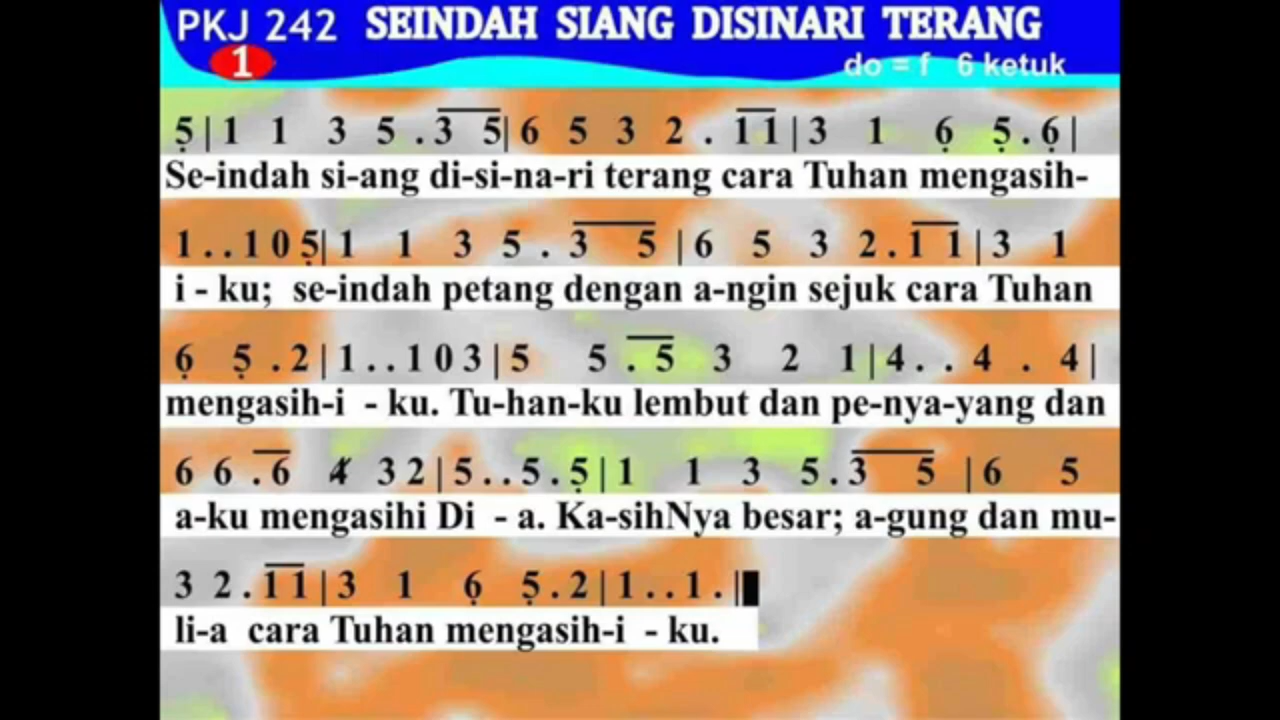 PKJ 242 SEINDAH SIANG DISINARI TERANG
1 do = f 6 ketuk
5̣ | 1 1 3 5 . 3 5 | 6 5 3 2 . 1 1 | 3 1 6̣ 5̣ . 6̣ |
Se-indah si-ang di-si-na-ri terang cara Tuhan mengasih-
1 . . 1 0 5̣ | 1 1 3 5 . 3 5 | 6 5 3 2 . 1 1 | 3 1
i - ku; se-indah petang dengan a-ngin sejuk cara Tuhan
6̣ 5̣ . 2 | 1 . . 1 0 3 | 5 5 . 5 3 2 1 | 4 . . 4 . 4 |
mengasih-i - ku. Tu-han-ku lembut dan pe-nya-yang dan
6 6 . 6 4̸ 3 2 | 5 . . 5 . 5̣ | 1 1 3 5 . 3 5 | 6 5
a-ku mengasihi Di - a. Ka-sihNya besar; a-gung dan mu-
3 2 . 1 1 | 3 1 6̣ 5̣ . 2 | 1 . . 1 . |
li-a cara Tuhan mengasih-i - ku.